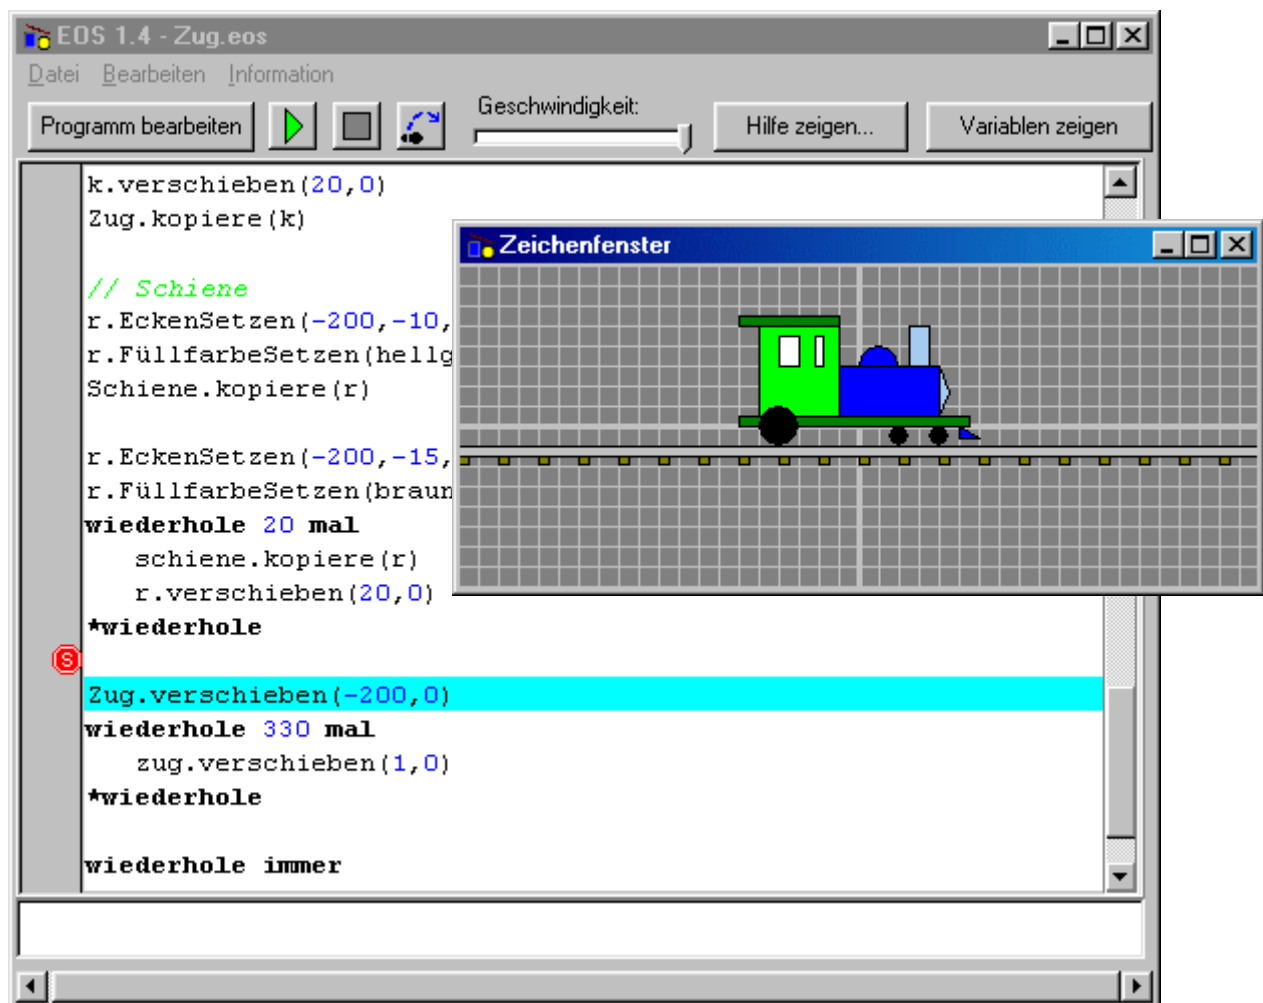 EOS 1.4 - Zug.eos
Datei Bearbeiten Information
Programm bearbeiten
Geschwindigkeit:
Hilfe zeigen...
Variablen zeigen
k.verschieben(20,0)
Zug.kopiere(k)
// Schiene
r.EckenSetzen(-200,-10,
r.FüllfarbeSetzen(hellg
Schiene.kopiere(r)
r.EckenSetzen(-200,-15,
r.FüllfarbeSetzen(braun
wiederhole 20 mal
schiene.kopiere(r)
r.verschieben(20,0)
*wiederhole
S
Zug.verschieben(-200,0)
wiederhole 330 mal
zug.verschieben(1,0)
*wiederhole
wiederhole immer
Zeichenfenster